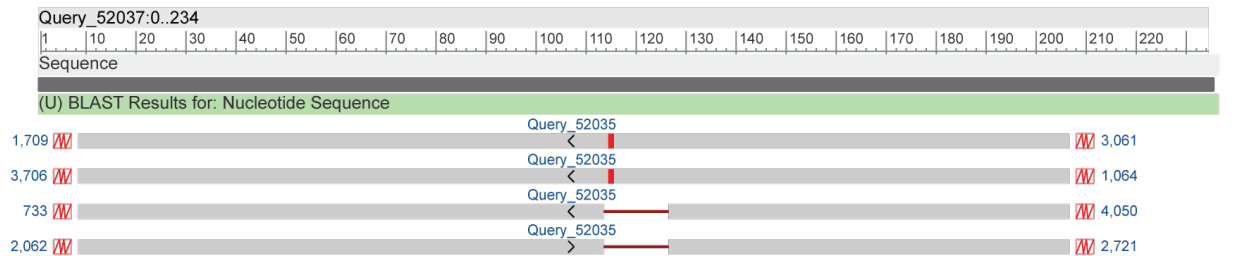 Query_52037:0..234
1 10 20 30 40 50 60 70 80 90 100 110 120 130 140 150 160 170 180 190 200 210 220
Sequence
(U) BLAST Results for: Nucleotide Sequence
Query_52035
1,709 3,061
Query_52035
3,706 1,064
Query_52035
733 4,050
Query_52035
2,062 2,721